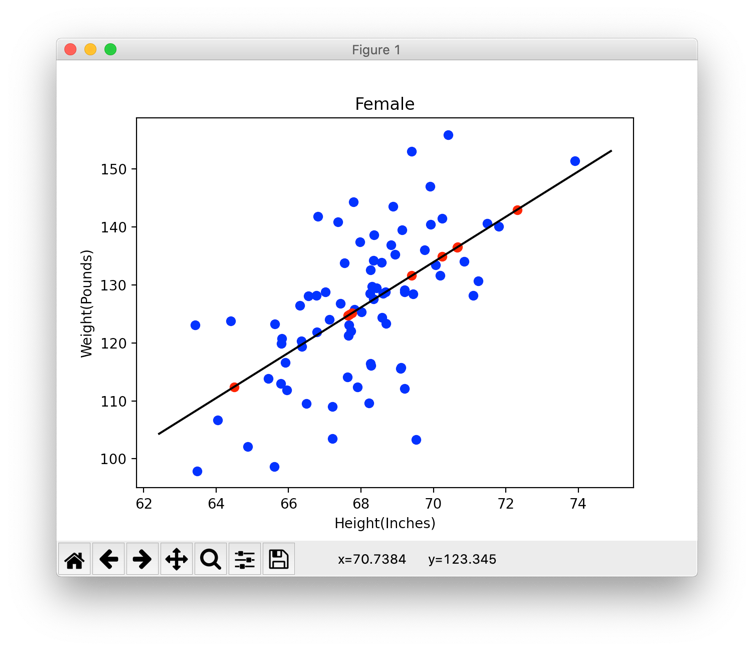 Figure 1
Female
150
140
130
120
110
100
Weight(Pounds)
62 64 66 68 70 72 74
Height(Inches)
x=70.7384 y=123.345